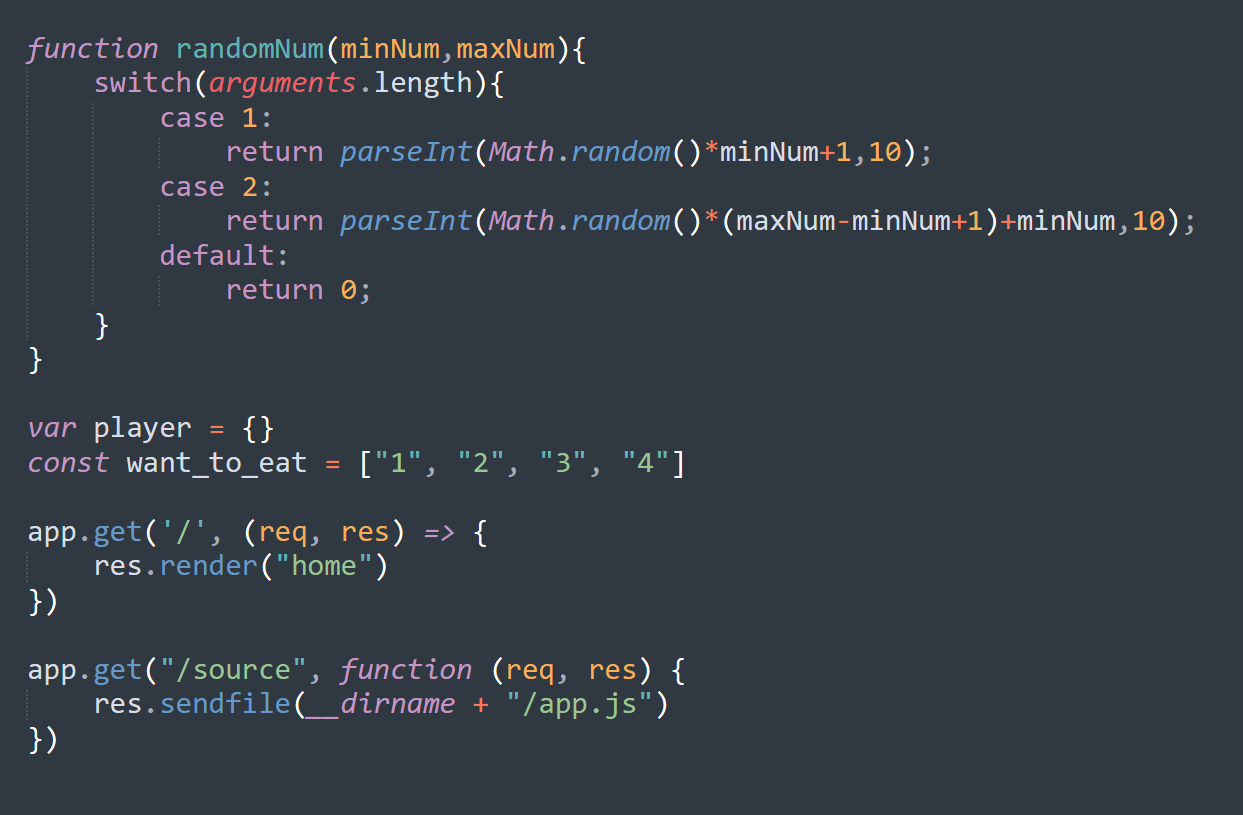 function randomNum(minNum,maxNum){
    switch(arguments.length){
        case 1:
            return parseInt(Math.random()*minNum+1,10);
        case 2:
            return parseInt(Math.random()*(maxNum-minNum+1)+minNum,10);
        default:
            return 0;
    }
}

var player = {}
const want_to_eat = ["1", "2", "3", "4"]

app.get('/', (req, res) => {
    res.render("home")
})

app.get("/source", function (req, res) {
    res.sendfile(__dirname + "/app.js")
})